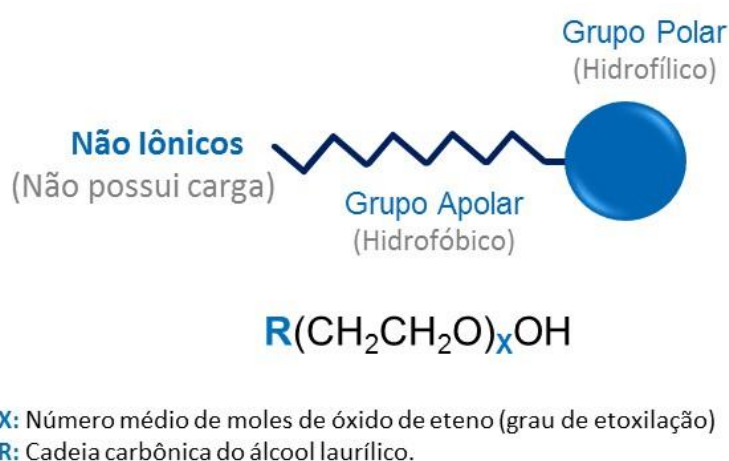 Grupo Polar
(Hidrofílico)
Não Iônicos
(Não possui carga)
Grupo Apolar
(Hidrofóbico)
R(CH₂CH₂O)ₓOH
X: Número médio de moles de óxido de eteno (grau de etoxilação)
R: Cadeia carbônica do álcool laurílico.